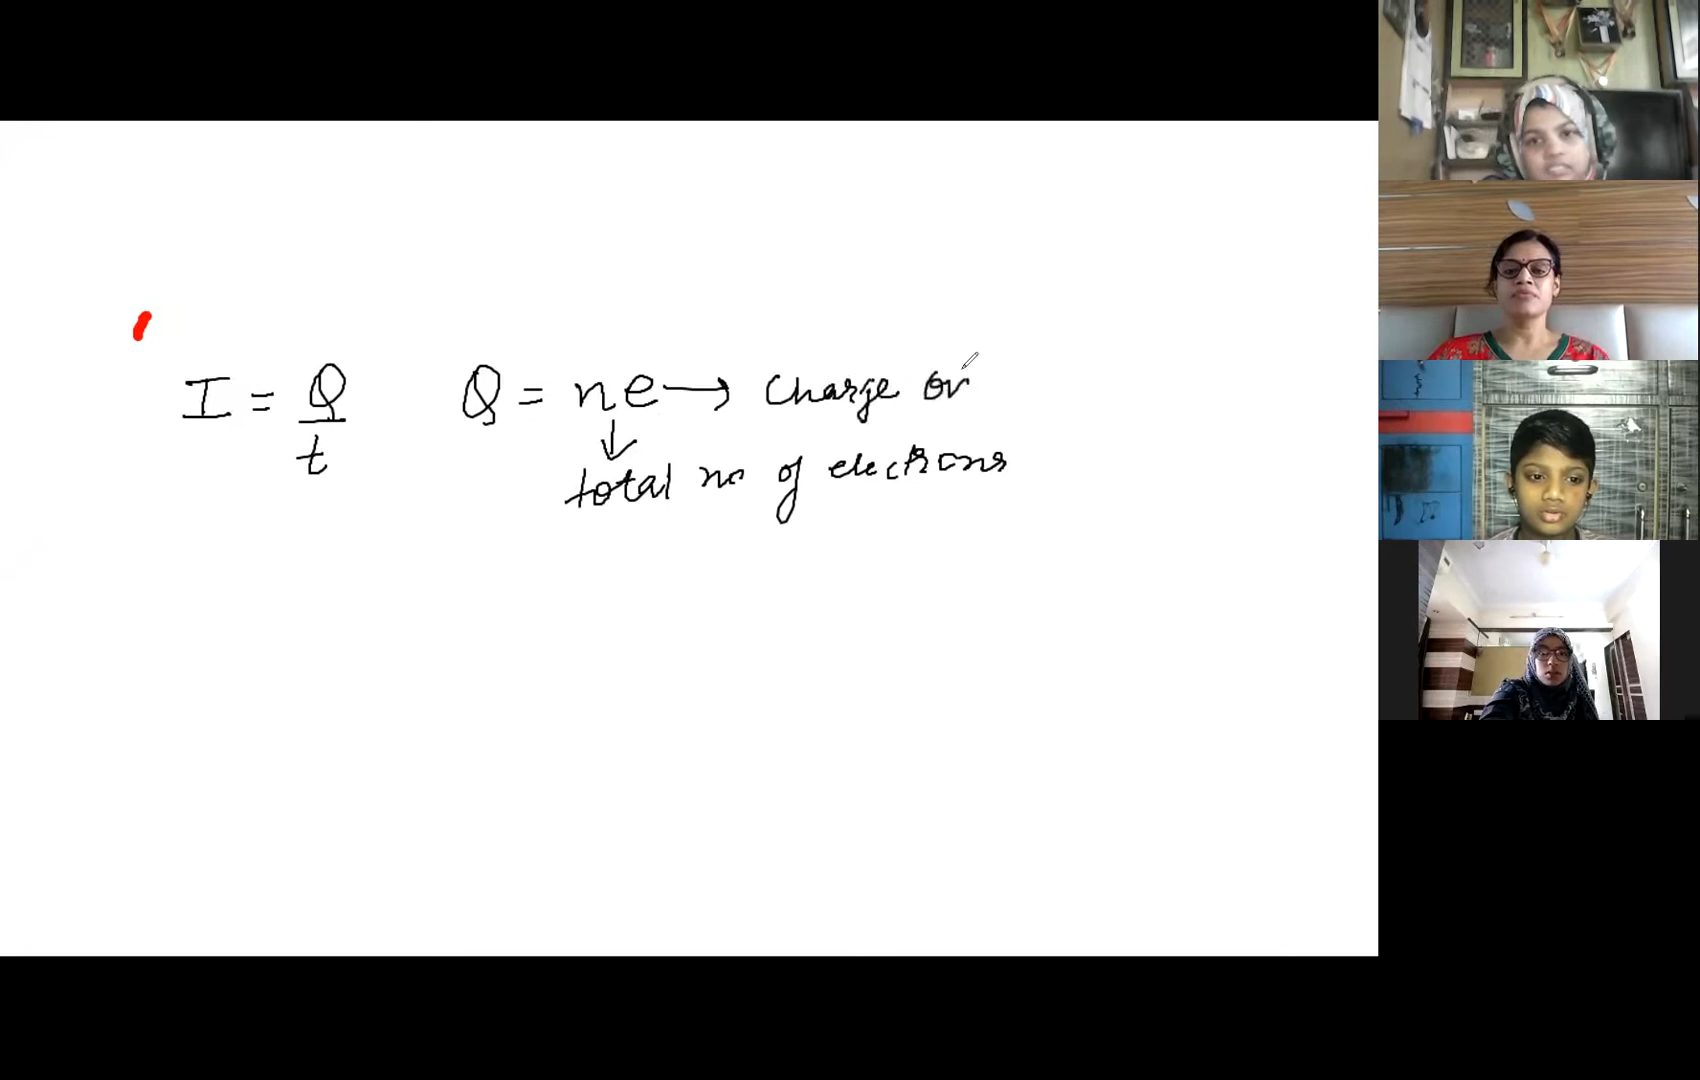 I = Q/t Q = ne → Charge on
↓
total no of electrons